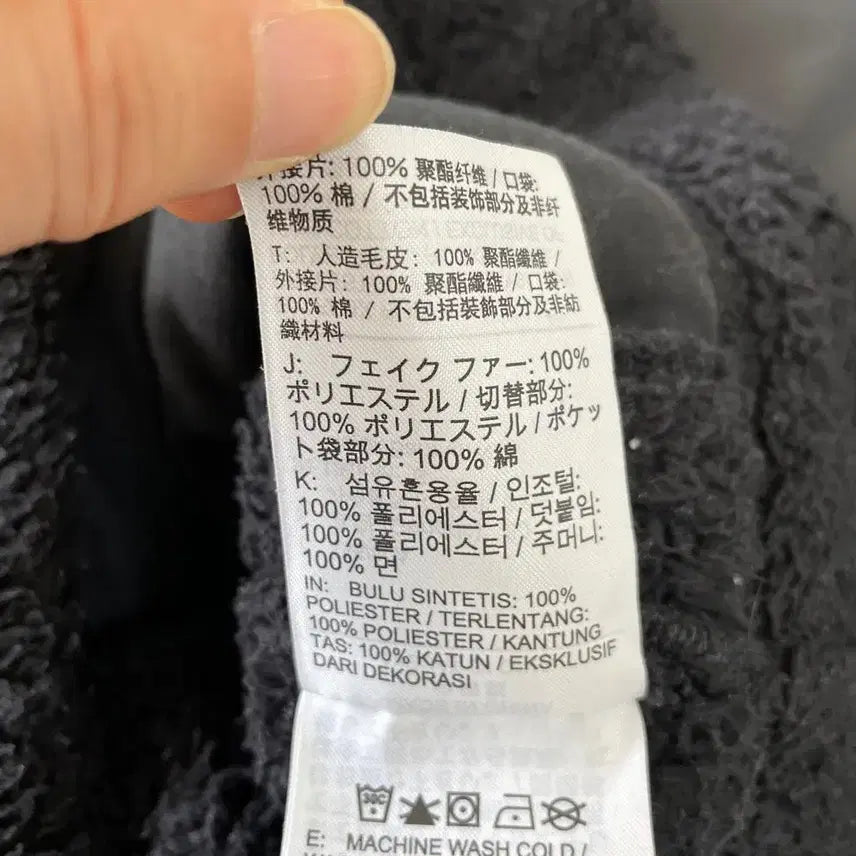 外接片: 100% 聚酯纤维 / 口袋:
100% 棉 / 不包括装饰部分及非纤
维物质
T: 人造毛皮: 100% 聚酯纖維 /
外接片: 100% 聚酯纖維 / 口袋:
100% 棉 / 不包括裝飾部分及非紡
織材料
J: フェイク ファー: 100%
ポリエステル / 切替部分:
100% ポリエステル / ポケッ
ト袋部分: 100% 綿
K: 섬유혼용율 / 인조털:
100% 폴리에스터 / 덧붙임:
100% 폴리에스터 / 주머니:
100% 면
IN: BULU SINTETIS: 100%
POLIESTER / TERLENTANG:
100% POLIESTER / KANTUNG
TAS: 100% KATUN / EKSKLUSIF
DARI DEKORASI
30C
E: MACHINE WASH COLD /